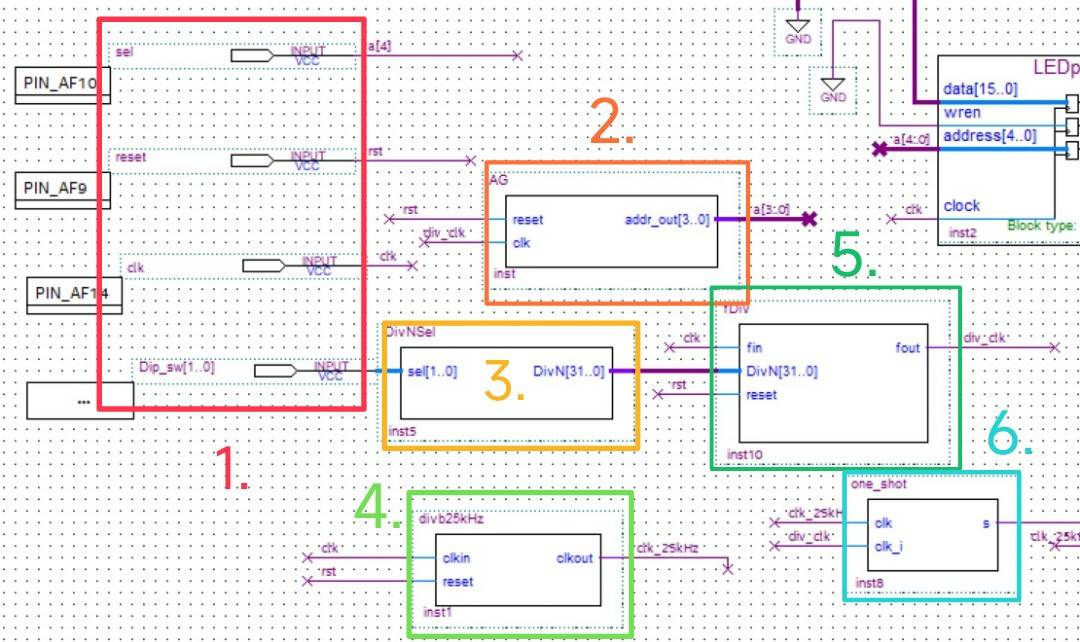 sel
INPUT
VCC
a[4]
PIN_AF10
reset
INPUT
VCC
rst
PIN_AF9
clk
INPUT
VCC
clk
PIN_AF14
Dip_sw[1..0]
INPUT
VCC
...
1.
2.
AG
rst
reset
addr_out[3..0]
a[3:0]
div_clk
clk
inst
GND
GND
LEDp
data[15..0]
wren
a[4:0]
address[4..0]
clk
clock
inst2
Block type:
DivNSel
sel[1..0]
3.
DivN[31..0]
inst5
5.
fDiv
clk
fin
fout
div_clk
DivN[31..0]
rst
reset
inst10
4.
divb25kHz
clk
clkin
clkout
clk_25kHz
rst
reset
inst1
6.
one_shot
clk_25kH
clk
s
div_clk
clk_i
clk_25k
inst8